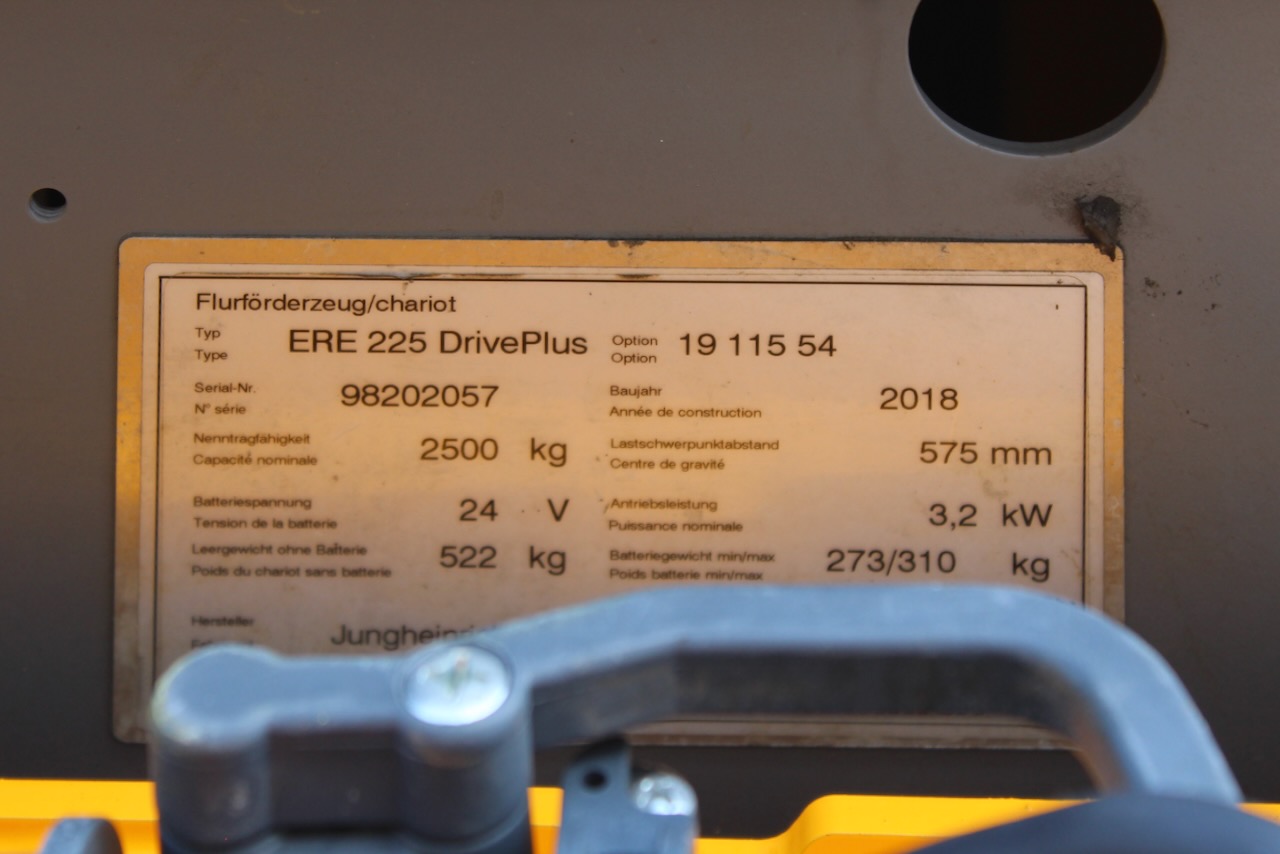 Flurförderzeug/chariot
Typ
Type
ERE 225 DrivePlus
Option
Option
19 115 54
Serial-Nr.
N° série
98202057
Baujahr
Année de construction
2018
Nenntragfähigkeit
Capacité nominale
2500 kg
Lastschwerpunktabstand
Centre de gravité
575 mm
Batteriespannung
Tension de la batterie
24 V
Antriebsleistung
Puissance nominale
3,2 kW
Leergewicht ohne Batterie
Poids du chariot sans batterie
522 kg
Batteriegewicht min/max
Poids batterie min/max
273/310 kg
Hersteller